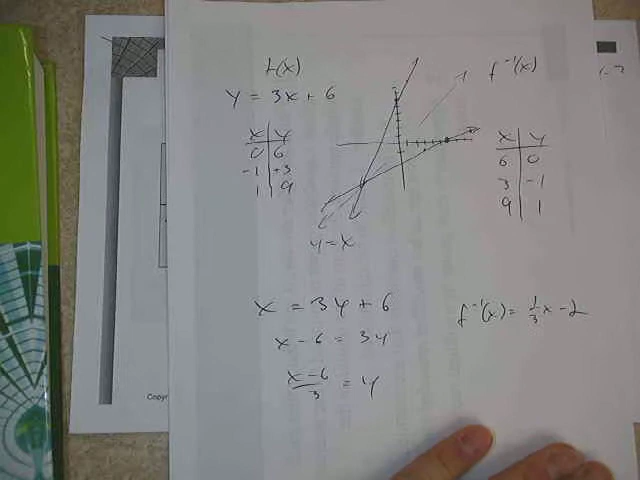 f(x)
y = 3x + 6
x | y
0 | 6
-1 | +3
1 | 9
y = x
f⁻¹(x)
x | y
6 | 0
3 | -1
9 | 1
x = 3y + 6
x - 6 = 3y
x - 6 / 3 = y
f⁻¹(x) = 1/3 x - 2
Copyr